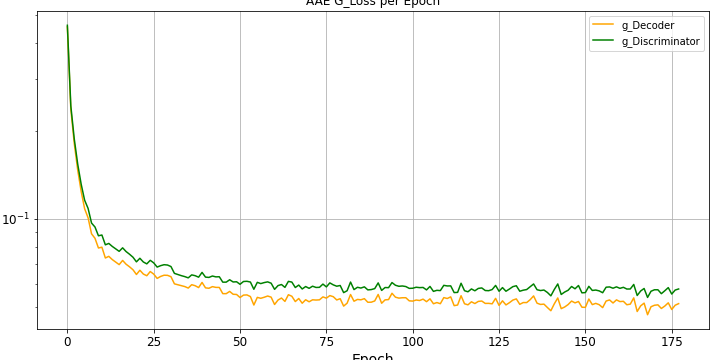 AAE G_Loss per Epoch
g_Decoder
g_Discriminator
10⁻¹
0 25 50 75 100 125 150 175
Epoch